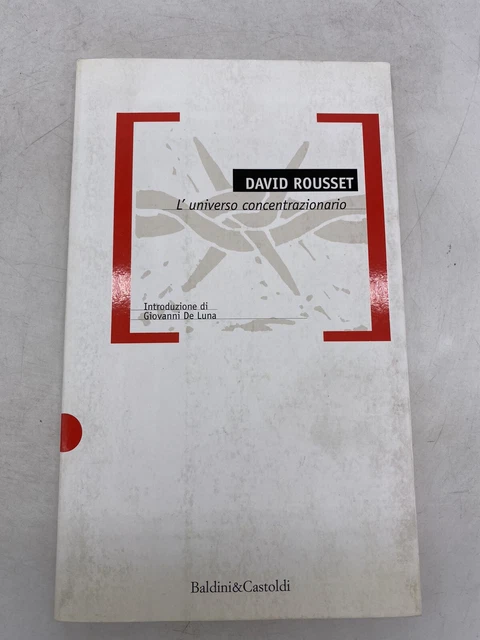 DAVID ROUSSET
L' universo concentrazionario
Introduzione di
Giovanni De Luna
Baldini&Castoldi